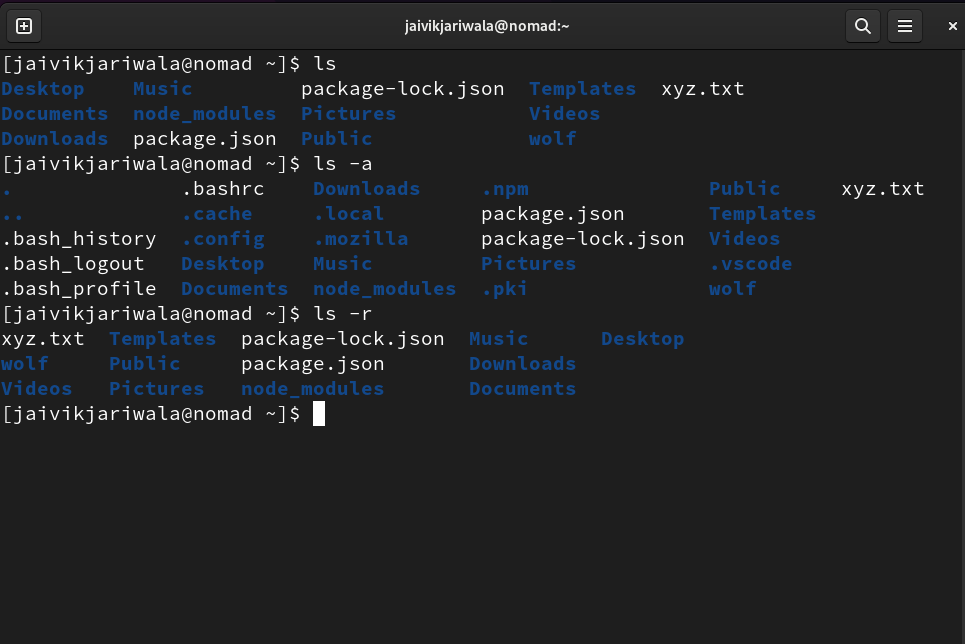 jaivikjariwala@nomad:~
[jaivikjariwala@nomad ~]$ ls
Desktop Music package-lock.json Templates xyz.txt
Documents node_modules Pictures Videos
Downloads package.json Public wolf
[jaivikjariwala@nomad ~]$ ls -a
. .bashrc Downloads .npm Public xyz.txt
.. .cache .local package.json Templates
.bash_history .config .mozilla package-lock.json Videos
.bash_logout Desktop Music Pictures .vscode
.bash_profile Documents node_modules .pki wolf
[jaivikjariwala@nomad ~]$ ls -r
xyz.txt Templates package-lock.json Music Desktop
wolf Public package.json Downloads
Videos Pictures node_modules Documents
[jaivikjariwala@nomad ~]$